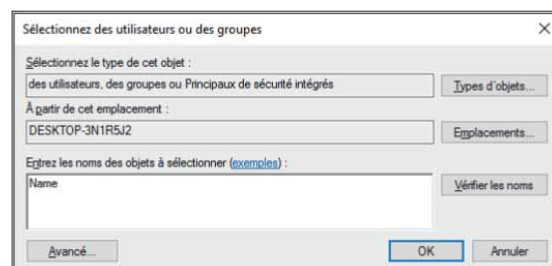 Sélectionnez des utilisateurs ou des groupes
Sélectionnez le type de cet objet :
des utilisateurs, des groupes ou Principaux de sécurité intégrés
Types d'objets...
À partir de cet emplacement :
DESKTOP-3N1R5J2
Emplacements...
Entrez les noms des objets à sélectionner (exemples) :
Name
Vérifier les noms
Avancé...
OK
Annuler